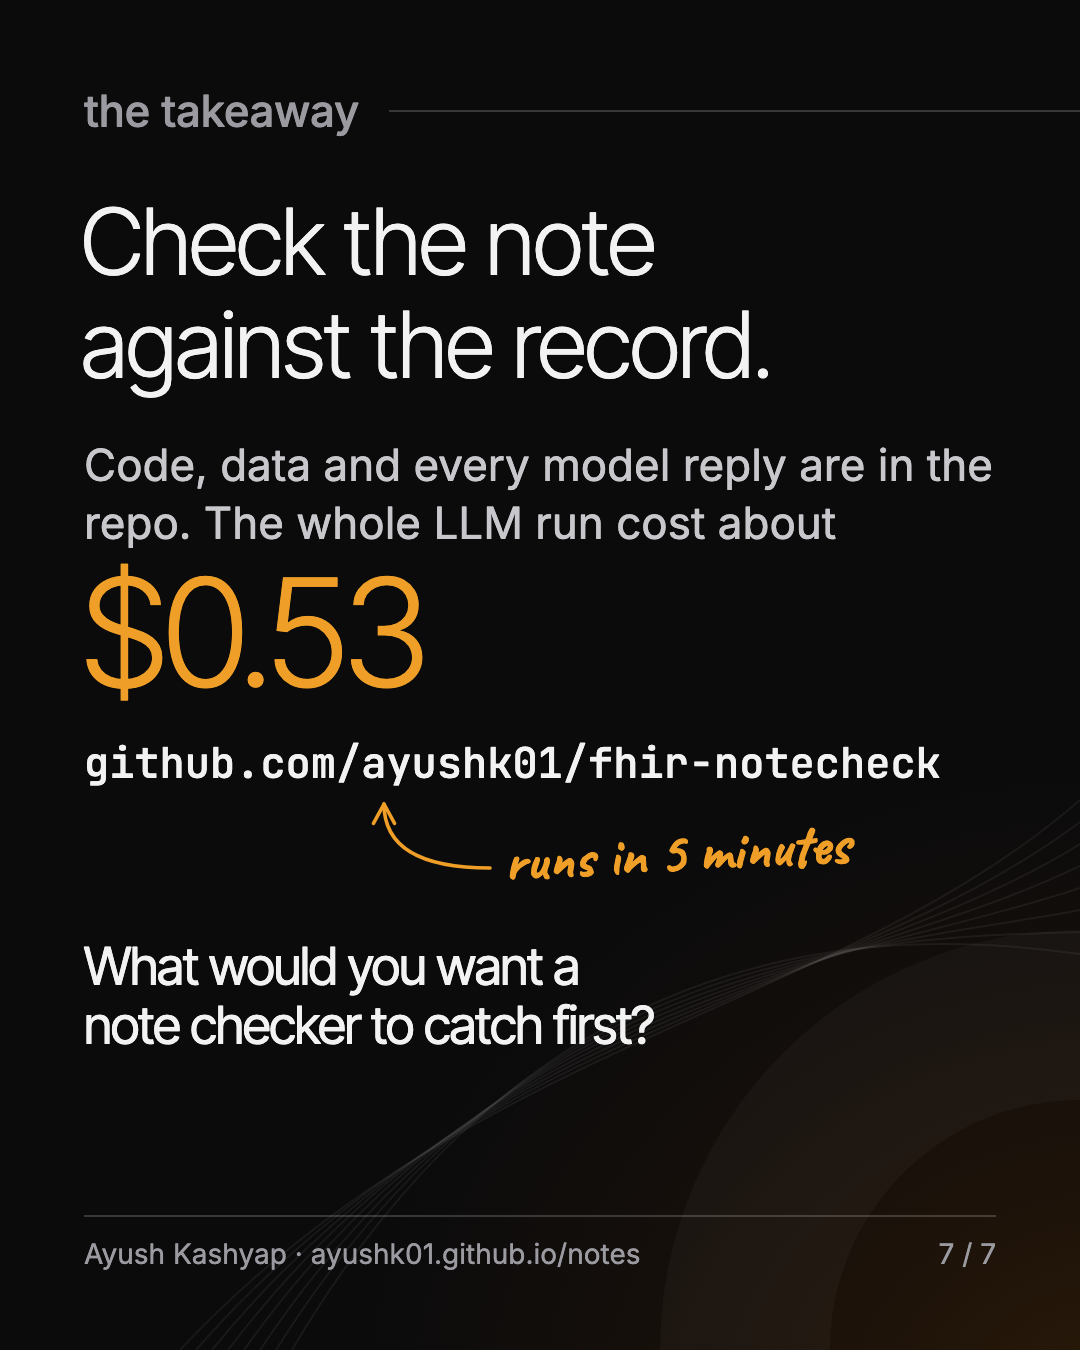 the takeaway
Check the note
against the record.
Code, data and every model reply are in the
repo. The whole LLM run cost about
$0.53
github.com/ayushk01/fhir-notecheck
runs in 5 minutes
What would you want a
note checker to catch first?
Ayush Kashyap · ayushk01.github.io/notes
7 / 7